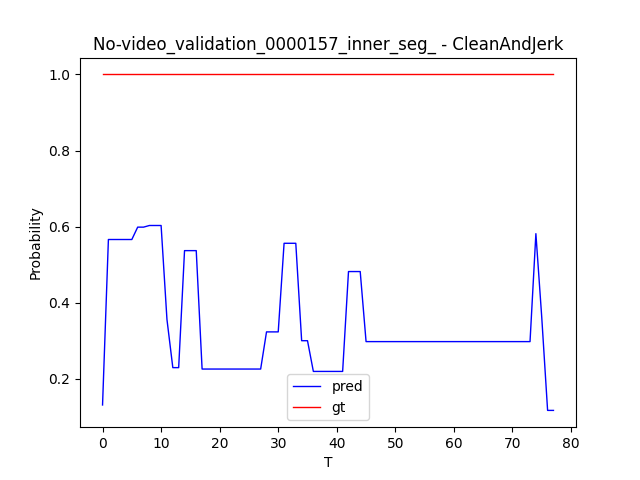 No-video_validation_0000157_inner_seg_ - CleanAndJerk
Probability
1.0
0.8
0.6
0.4
0.2
pred
gt
0 10 20 30 40 50 60 70 80
T